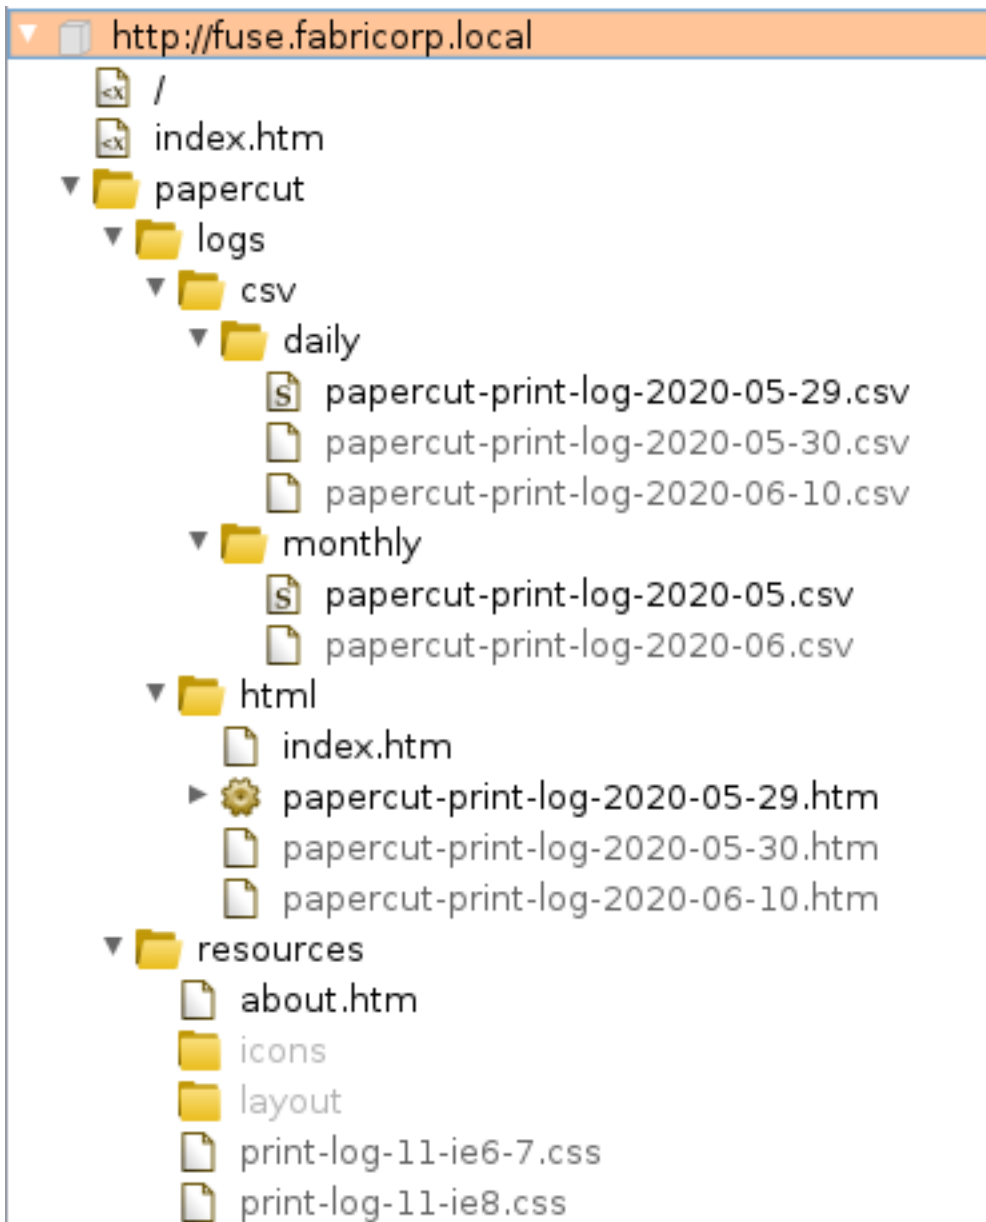 http://fuse.fabricorp.local
/
index.htm
papercut
logs
csv
daily
papercut-print-log-2020-05-29.csv
papercut-print-log-2020-05-30.csv
papercut-print-log-2020-06-10.csv
monthly
papercut-print-log-2020-05.csv
papercut-print-log-2020-06.csv
html
index.htm
papercut-print-log-2020-05-29.htm
papercut-print-log-2020-05-30.htm
papercut-print-log-2020-06-10.htm
resources
about.htm
icons
layout
print-log-11-ie6-7.css
print-log-11-ie8.css